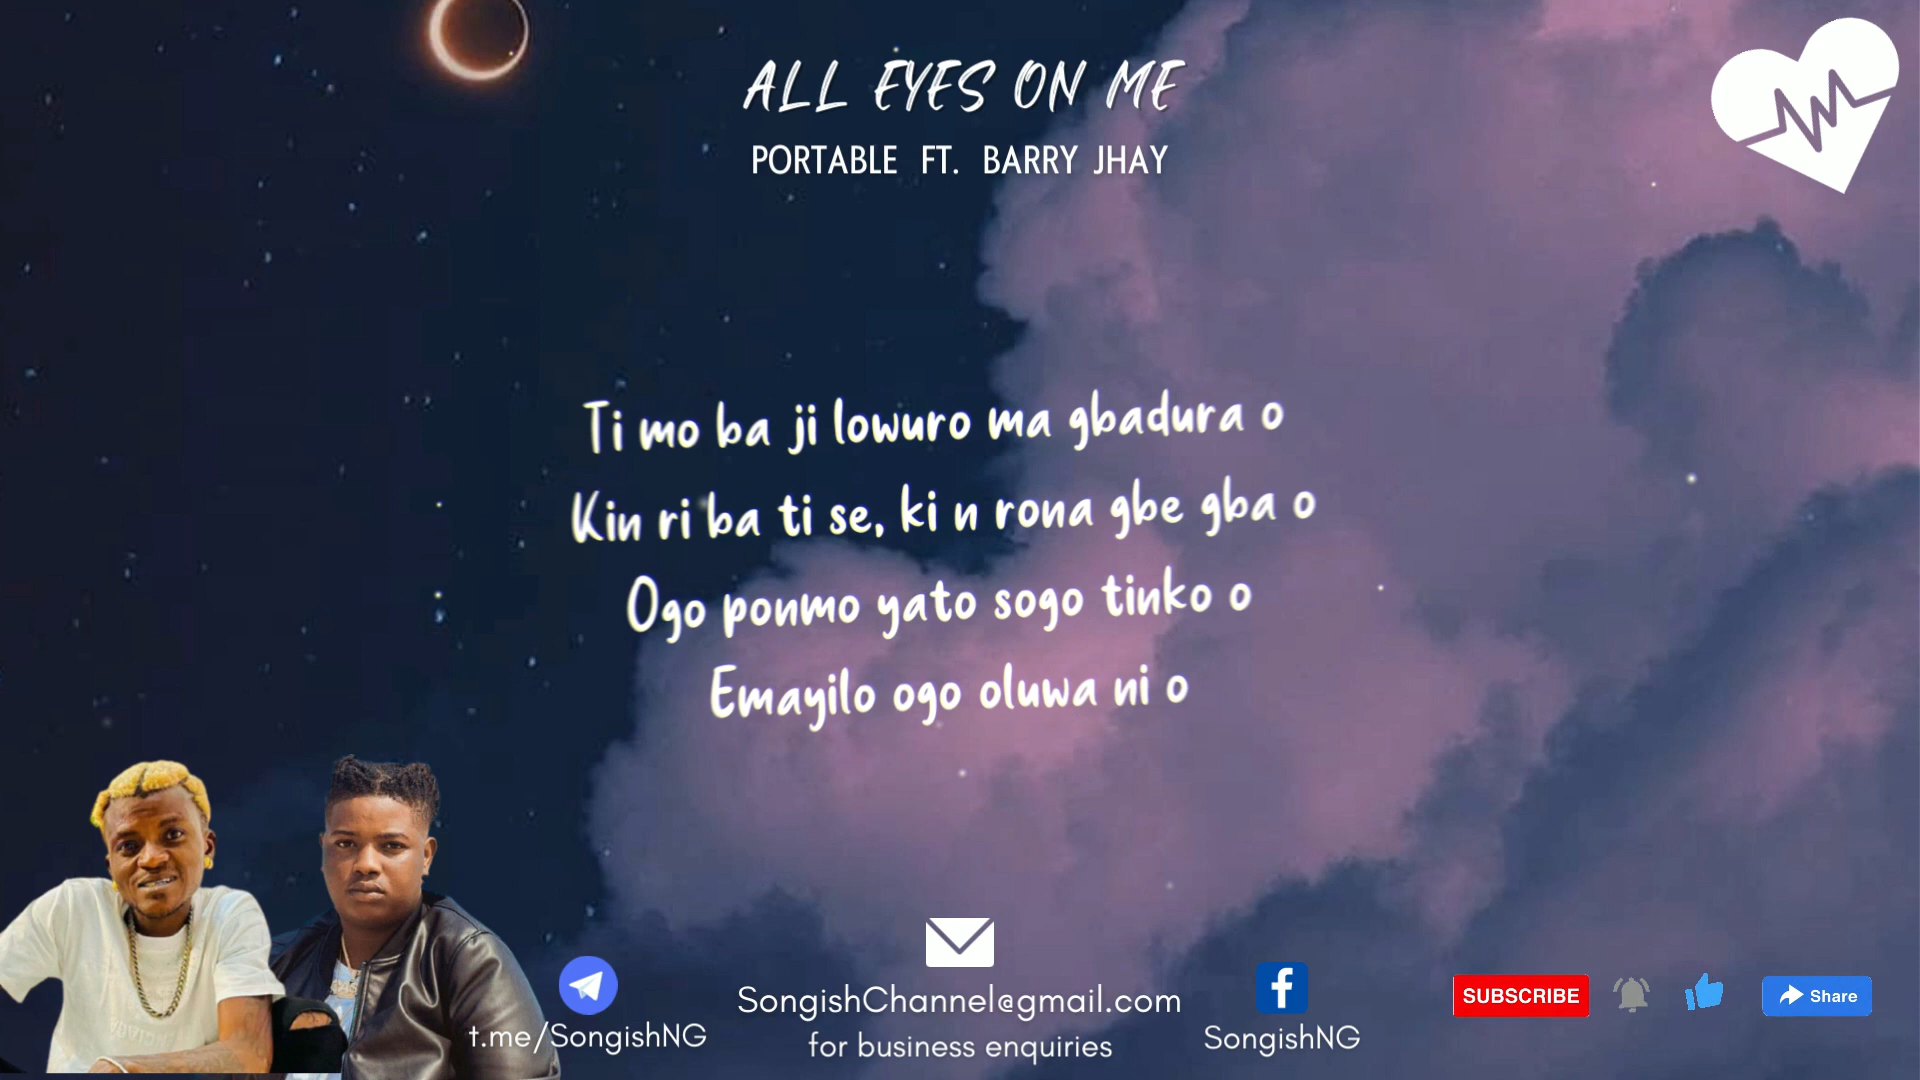 ALL EYES ON ME
PORTABLE FT. BARRY JHAY
Ti mo ba ji lowuro ma gbadura o
Kin ri ba ti se, ki n rona gbe gba o
Ogo ponmo yato sogo tinko o
Emayilo ogo oluwa ni o
t.me/SongishNG
SongishChannel@gmail.com
for business enquiries
SongishNG
SUBSCRIBE
Share